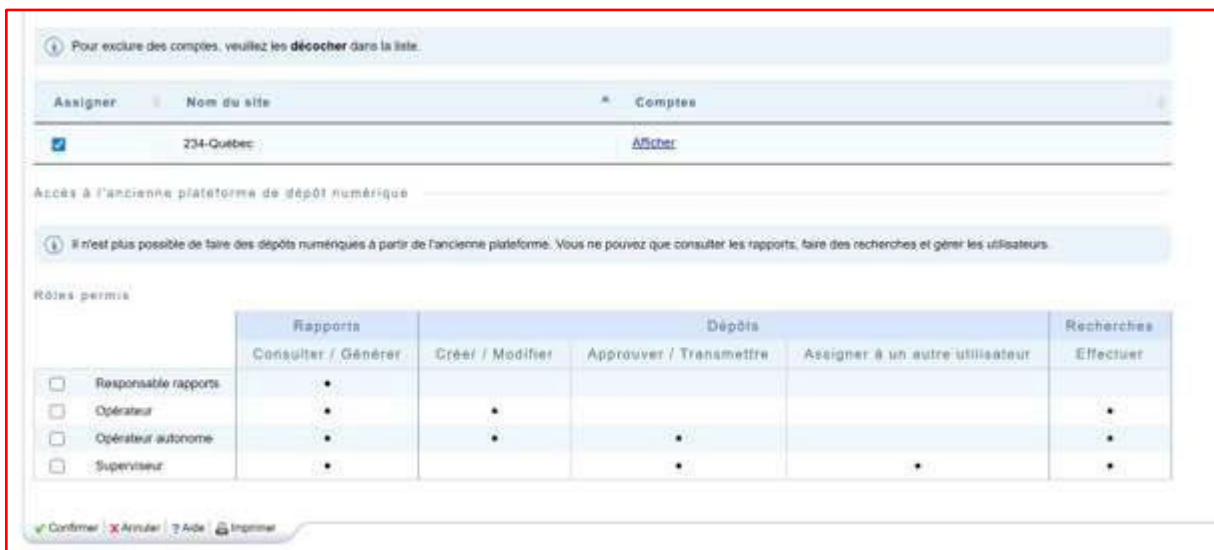 Pour exclure des comptes, veuillez les décocher dans la liste.
Assigner Nom du site Comptes
234-Québec Afficher
Accès à l'ancienne plateforme de dépôt numérique
Il n'est plus possible de faire des dépôts numériques à partir de l'ancienne plateforme. Vous ne pouvez que consulter les rapports, faire des recherches et gérer les utilisateurs.
Rôles permis
Rapports Dépôts Recherches
Consulter / Générer Créer / Modifier Approuver / Transmettre Assigner à un autre utilisateur Effectuer
Responsable rapports
Opérateur
Opérateur autonome
Superviseur
Confirmer Annuler ? Aide Imprimer